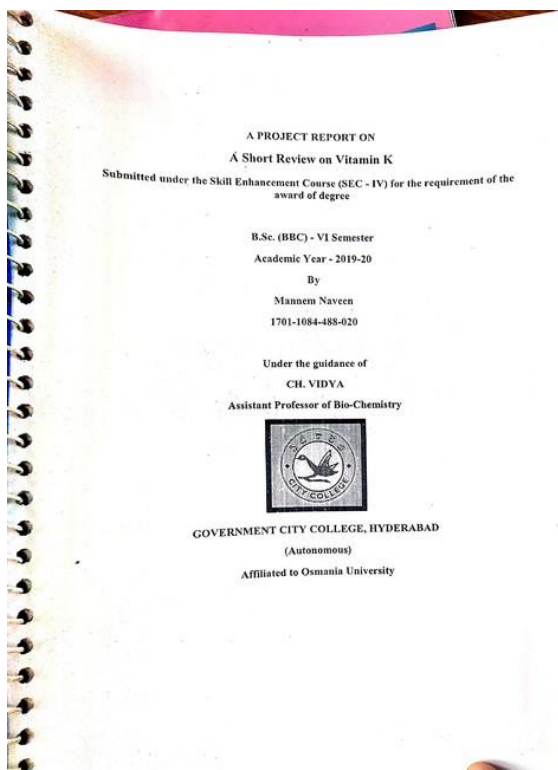 A PROJECT REPORT ON
A Short Review on Vitamin K
Submitted under the Skill Enhancement Course (SEC - IV) for the requirement of the
award of degree
B.Sc. (BBC) - VI Semester
Academic Year - 2019-20
By
Mannem Naveen
1701-1084-488-020
Under the guidance of
CH. VIDYA
Assistant Professor of Bio-Chemistry
CITY COLLEGE
GOVERNMENT CITY COLLEGE, HYDERABAD
(Autonomous)
Affiliated to Osmania University